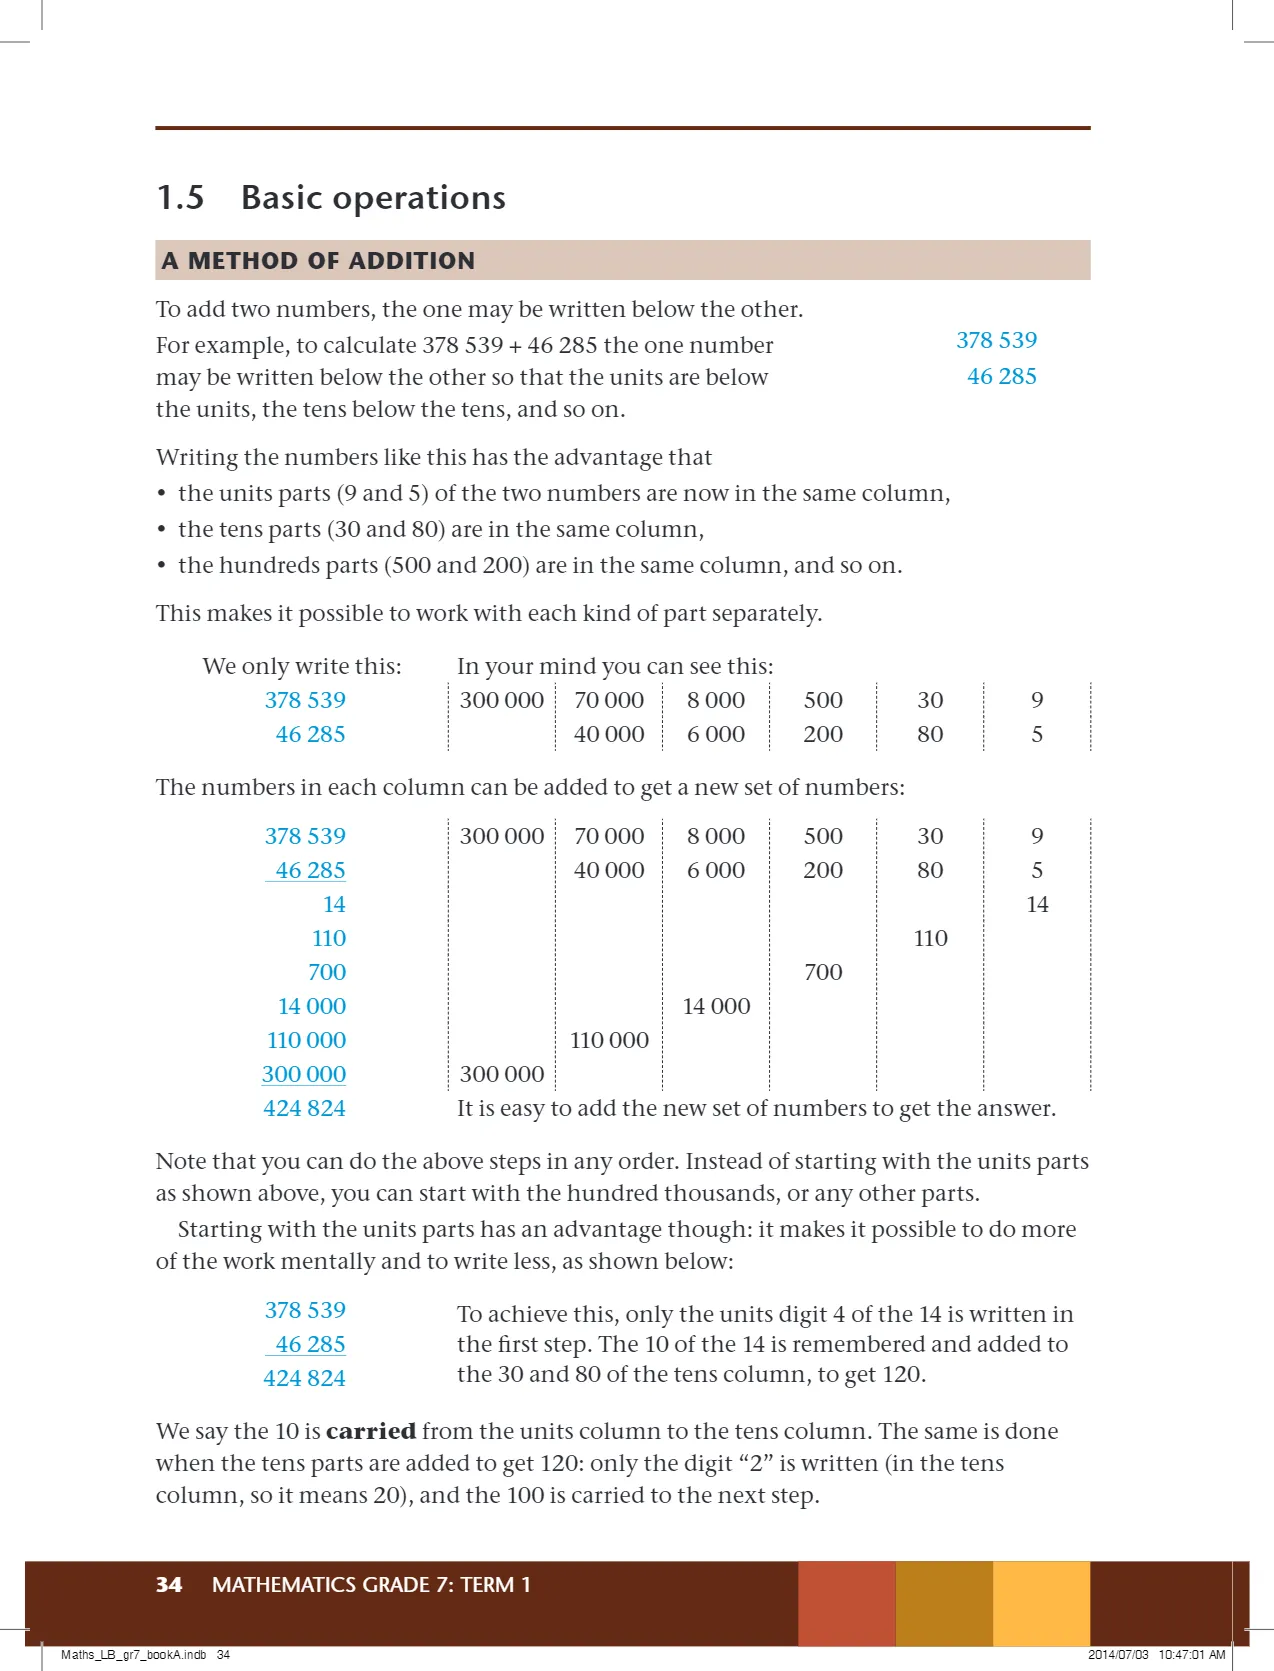 1.5 Basic operations
A METHOD OF ADDITION
To add two numbers, the one may be written below the other.
For example, to calculate 378 539 + 46 285 the one number
may be written below the other so that the units are below
the units, the tens below the tens, and so on.
378 539
46 285
Writing the numbers like this has the advantage that
• the units parts (9 and 5) of the two numbers are now in the same column,
• the tens parts (30 and 80) are in the same column,
• the hundreds parts (500 and 200) are in the same column, and so on.
This makes it possible to work with each kind of part separately.
We only write this: In your mind you can see this:
378 539 300 000 70 000 8 000 500 30 9
46 285 40 000 6 000 200 80 5
The numbers in each column can be added to get a new set of numbers:
378 539 300 000 70 000 8 000 500 30 9
46 285 40 000 6 000 200 80 5
14 14
110 110
700 700
14 000 14 000
110 000 110 000
300 000 300 000
424 824 It is easy to add the new set of numbers to get the answer.
Note that you can do the above steps in any order. Instead of starting with the units parts
as shown above, you can start with the hundred thousands, or any other parts.
Starting with the units parts has an advantage though: it makes it possible to do more
of the work mentally and to write less, as shown below:
378 539
46 285
424 824
To achieve this, only the units digit 4 of the 14 is written in
the first step. The 10 of the 14 is remembered and added to
the 30 and 80 of the tens column, to get 120.
We say the 10 is carried from the units column to the tens column. The same is done
when the tens parts are added to get 120: only the digit “2” is written (in the tens
column, so it means 20), and the 100 is carried to the next step.
34 MATHEMATICS GRADE 7: TERM 1
Maths_LB_gr7_bookA.indb 34 2014/07/03 10:47:01 AM